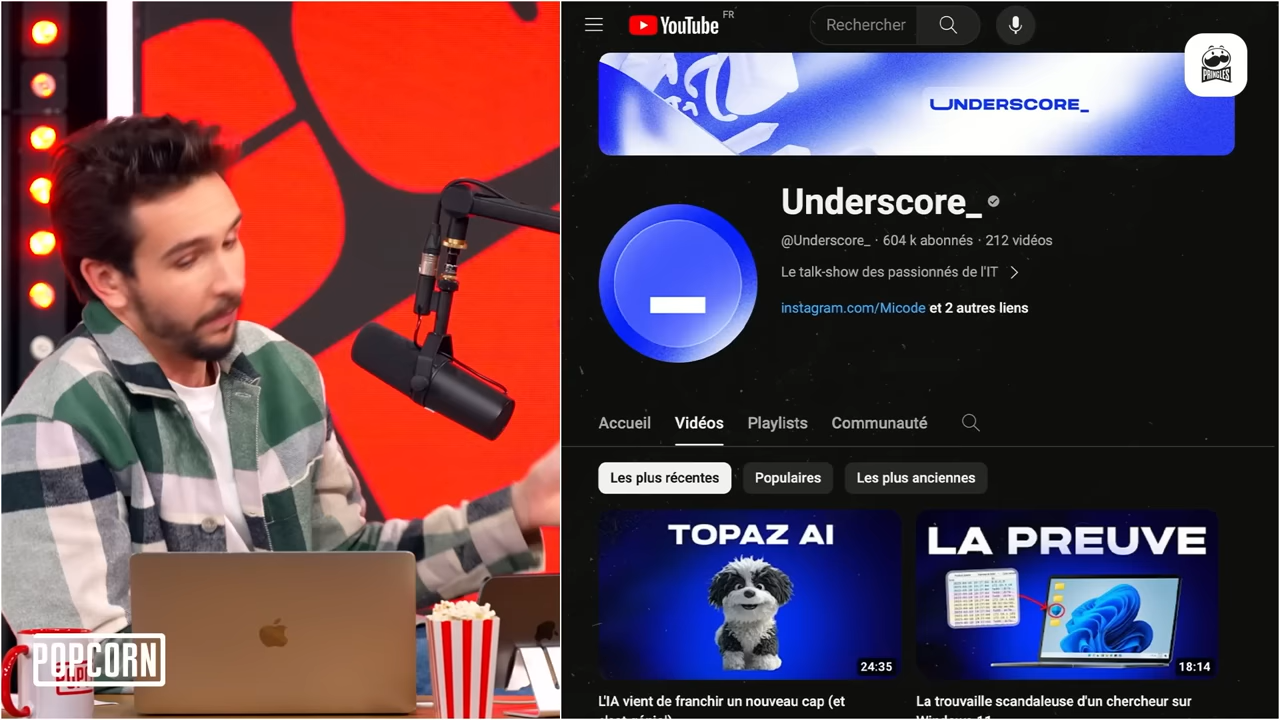 POPCORN
YouTube FR
Rechercher
PRINGLES
UNDERSCORE_
Underscore_
@Underscore_ · 604 k abonnés · 212 vidéos
Le talk-show des passionnés de l'IT
instagram.com/Micode et 2 autres liens
Accueil Vidéos Playlists Communauté
Les plus récentes Populaires Les plus anciennes
TOPAZ AI
24:35
LA PREUVE
18:14
L'IA vient de franchir un nouveau cap (et
La trouvaille scandaleuse d'un chercheur sur